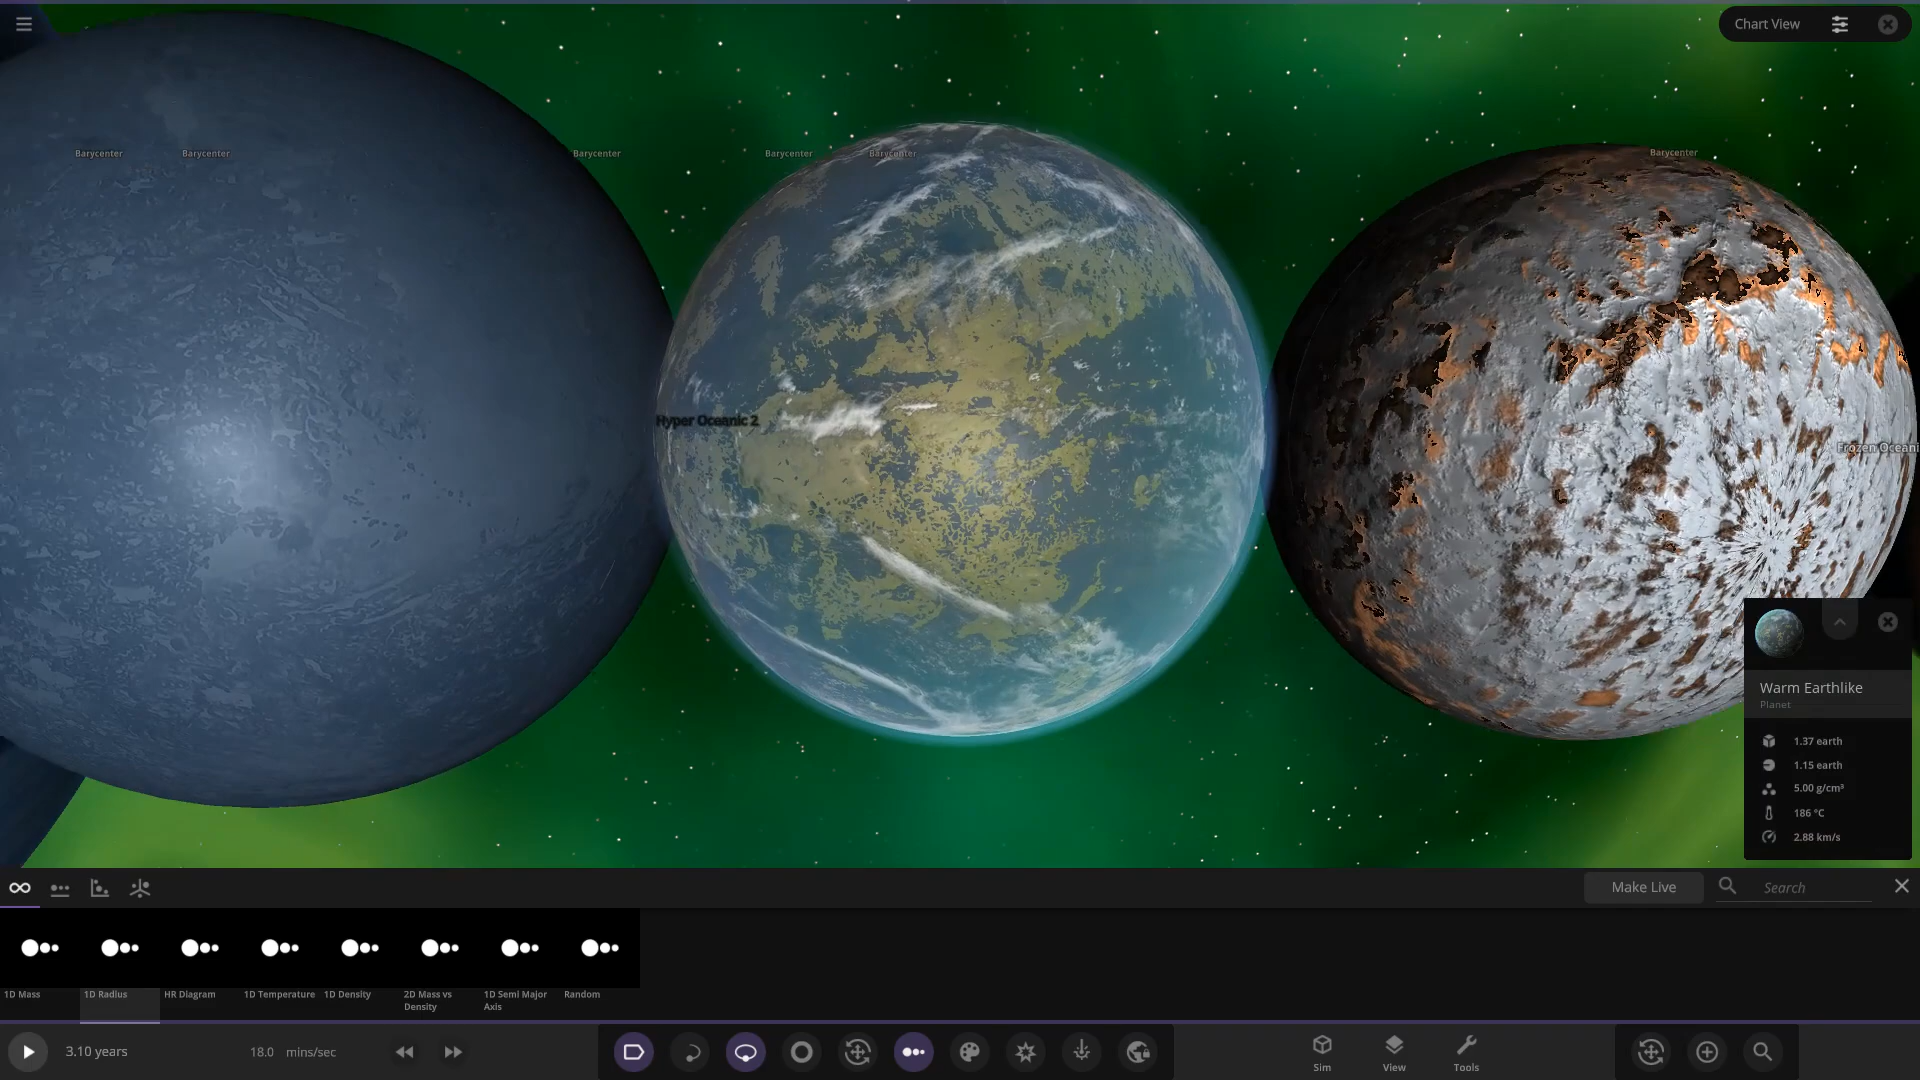 Chart View
Barycenter
Barycenter
Barycenter
Barycenter
Barycenter
Barycenter
Hyper Oceanic 2
Frozen Oceani
Warm Earthlike
Planet
1.37 earth
1.15 earth
5.00 g/cm³
186 °C
2.88 km/s
Make Live
Search
1D Mass
1D Radius
HR Diagram
1D Temperature
1D Density
2D Mass vs
Density
1D Semi Major
Axis
Random
3.10 years
18.0 mins/sec
Sim
View
Tools